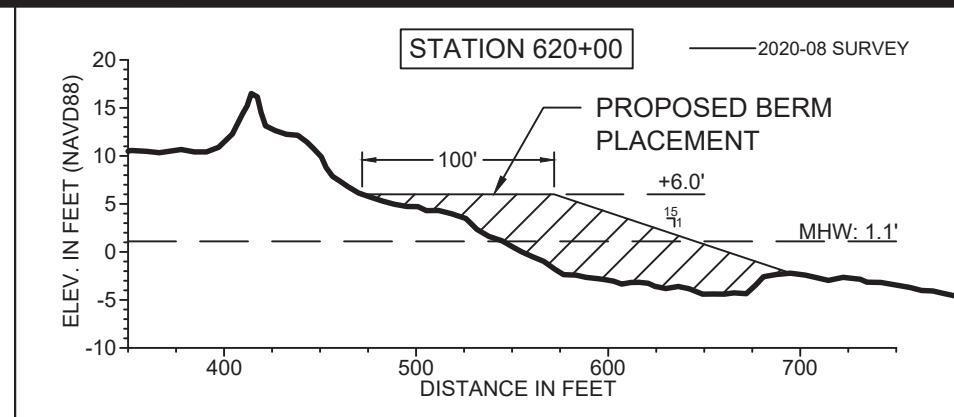 STATION 620+00
2020-08 SURVEY
ELEV. IN FEET (NAVD88)
20
15
10
5
0
-5
-10
PROPOSED BERM
PLACEMENT
100'
+6.0'
15
1
MHW: 1.1'
400
500
600
700
DISTANCE IN FEET